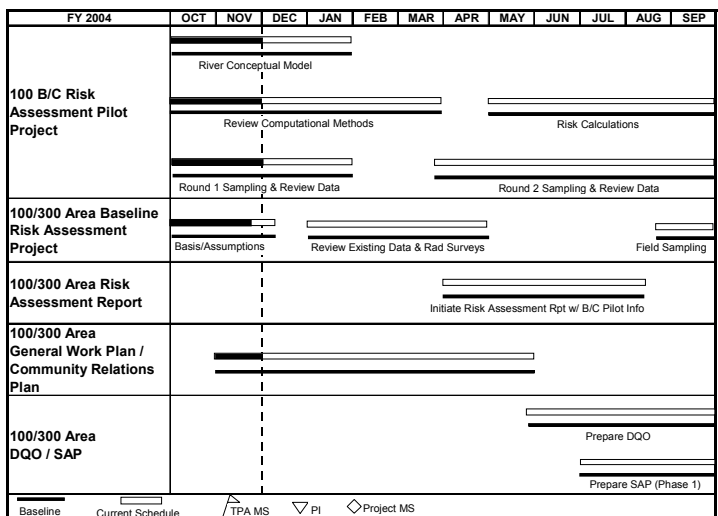 FY 2004 OCT NOV DEC JAN FEB MAR APR MAY JUN JUL AUG SEP
100 B/C Risk
Assessment Pilot
Project
River Conceptual Model
Review Computational Methods
Risk Calculations
Round 1 Sampling & Review Data
Round 2 Sampling & Review Data
100/300 Area Baseline
Risk Assessment
Project
Basis/Assumptions
Review Existing Data & Rad Surveys
Field Sampling
100/300 Area Risk
Assessment Report
Initiate Risk Assessment Rpt w/ B/C Pilot Info
100/300 Area
General Work Plan /
Community Relations
Plan
100/300 Area
DQO / SAP
Prepare DQO
Prepare SAP (Phase 1)
Baseline Current Schedule TPA MS PI Project MS